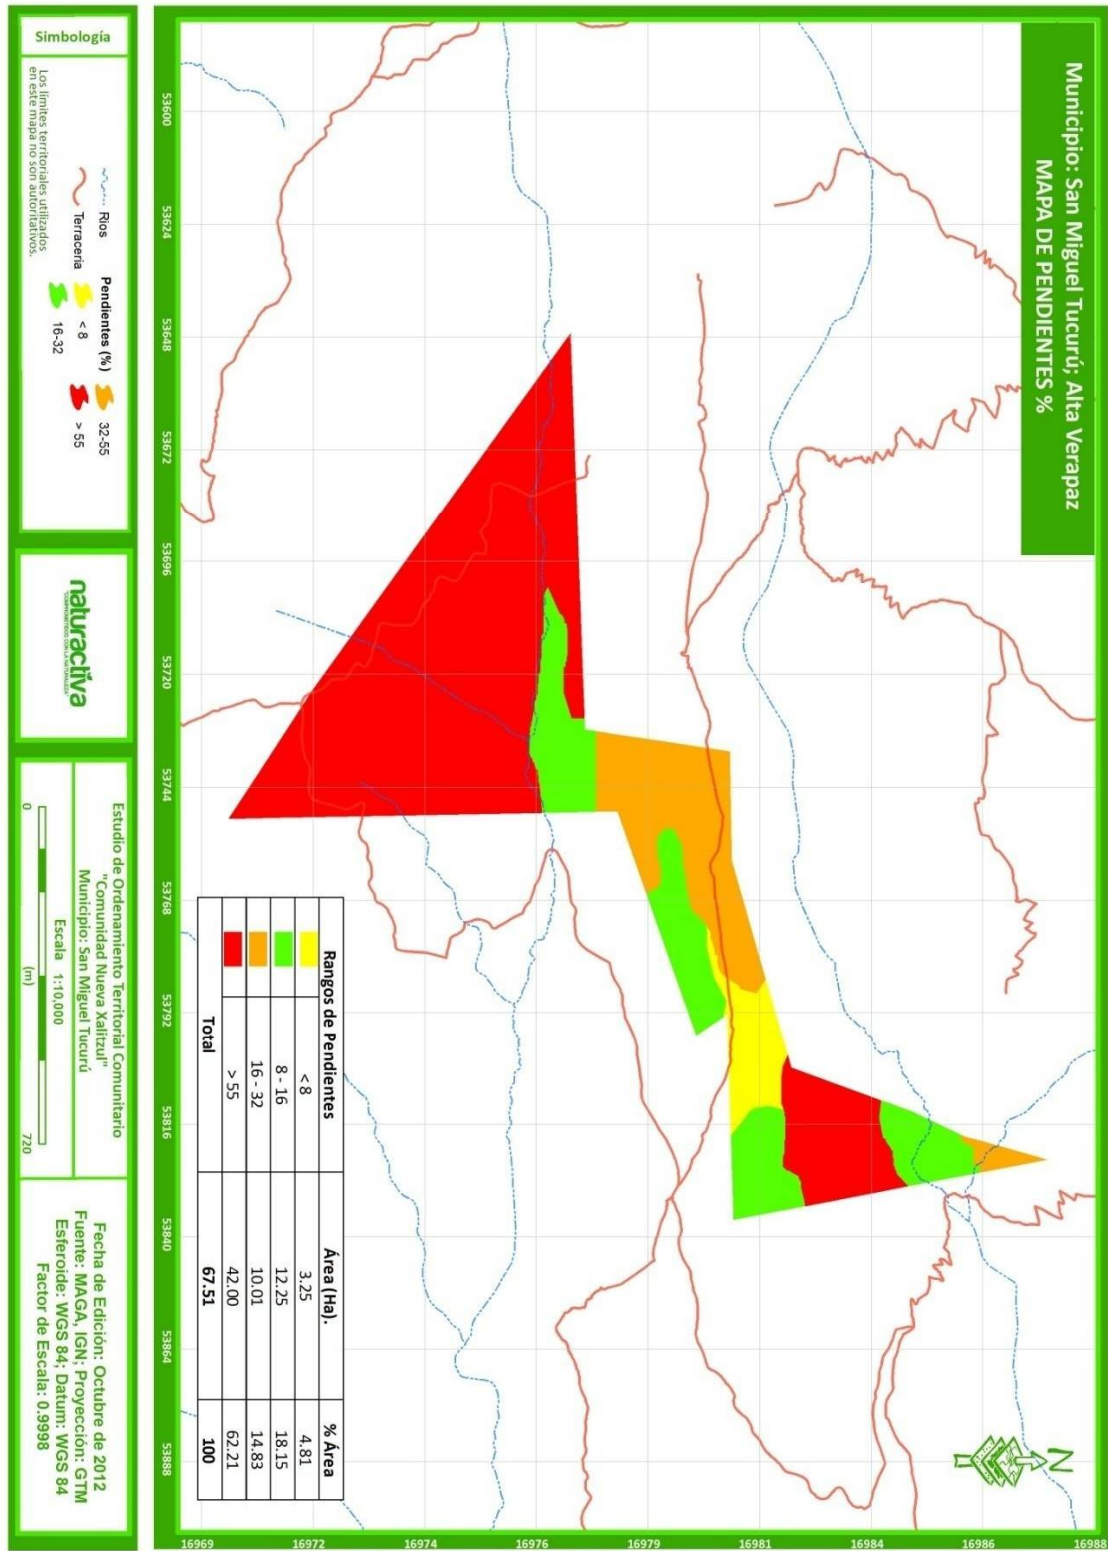 Municipio: San Miguel Tucurú; Alta Verapaz
MAPA DE PENDIENTES %
N
53600
53624
53648
53672
53696
53720
53744
53768
53792
53816
53840
53864
53888
16988
16986
16984
16981
16979
16976
16974
16972
16969
Rangos de Pendientes Área (Ha). % Área
< 8 3.25 4.81
8 - 16 12.25 18.15
16 - 32 10.01 14.83
> 55 42.00 62.21
Total 67.51 100
Simbología
Rios
Terraceria
Pendientes (%)
< 8
16-32
32-55
> 55
Los límites territoriales utilizados
en este mapa no son autoritativos.
naturactiva
"COMPROMETIDOS CON LA NATURALEZA"
Estudio de Ordenamiento Territorial Comunitario
"Comunidad Nueva Xalitzul"
Municipio: San Miguel Tucurú
Escala 1:10,000
0 (m) 720
Fecha de Edición: Octubre de 2012
Fuente: MAGA, IGN; Proyección: GTM
Esferoide: WGS 84; Datum: WGS 84
Factor de Escala: 0.9998